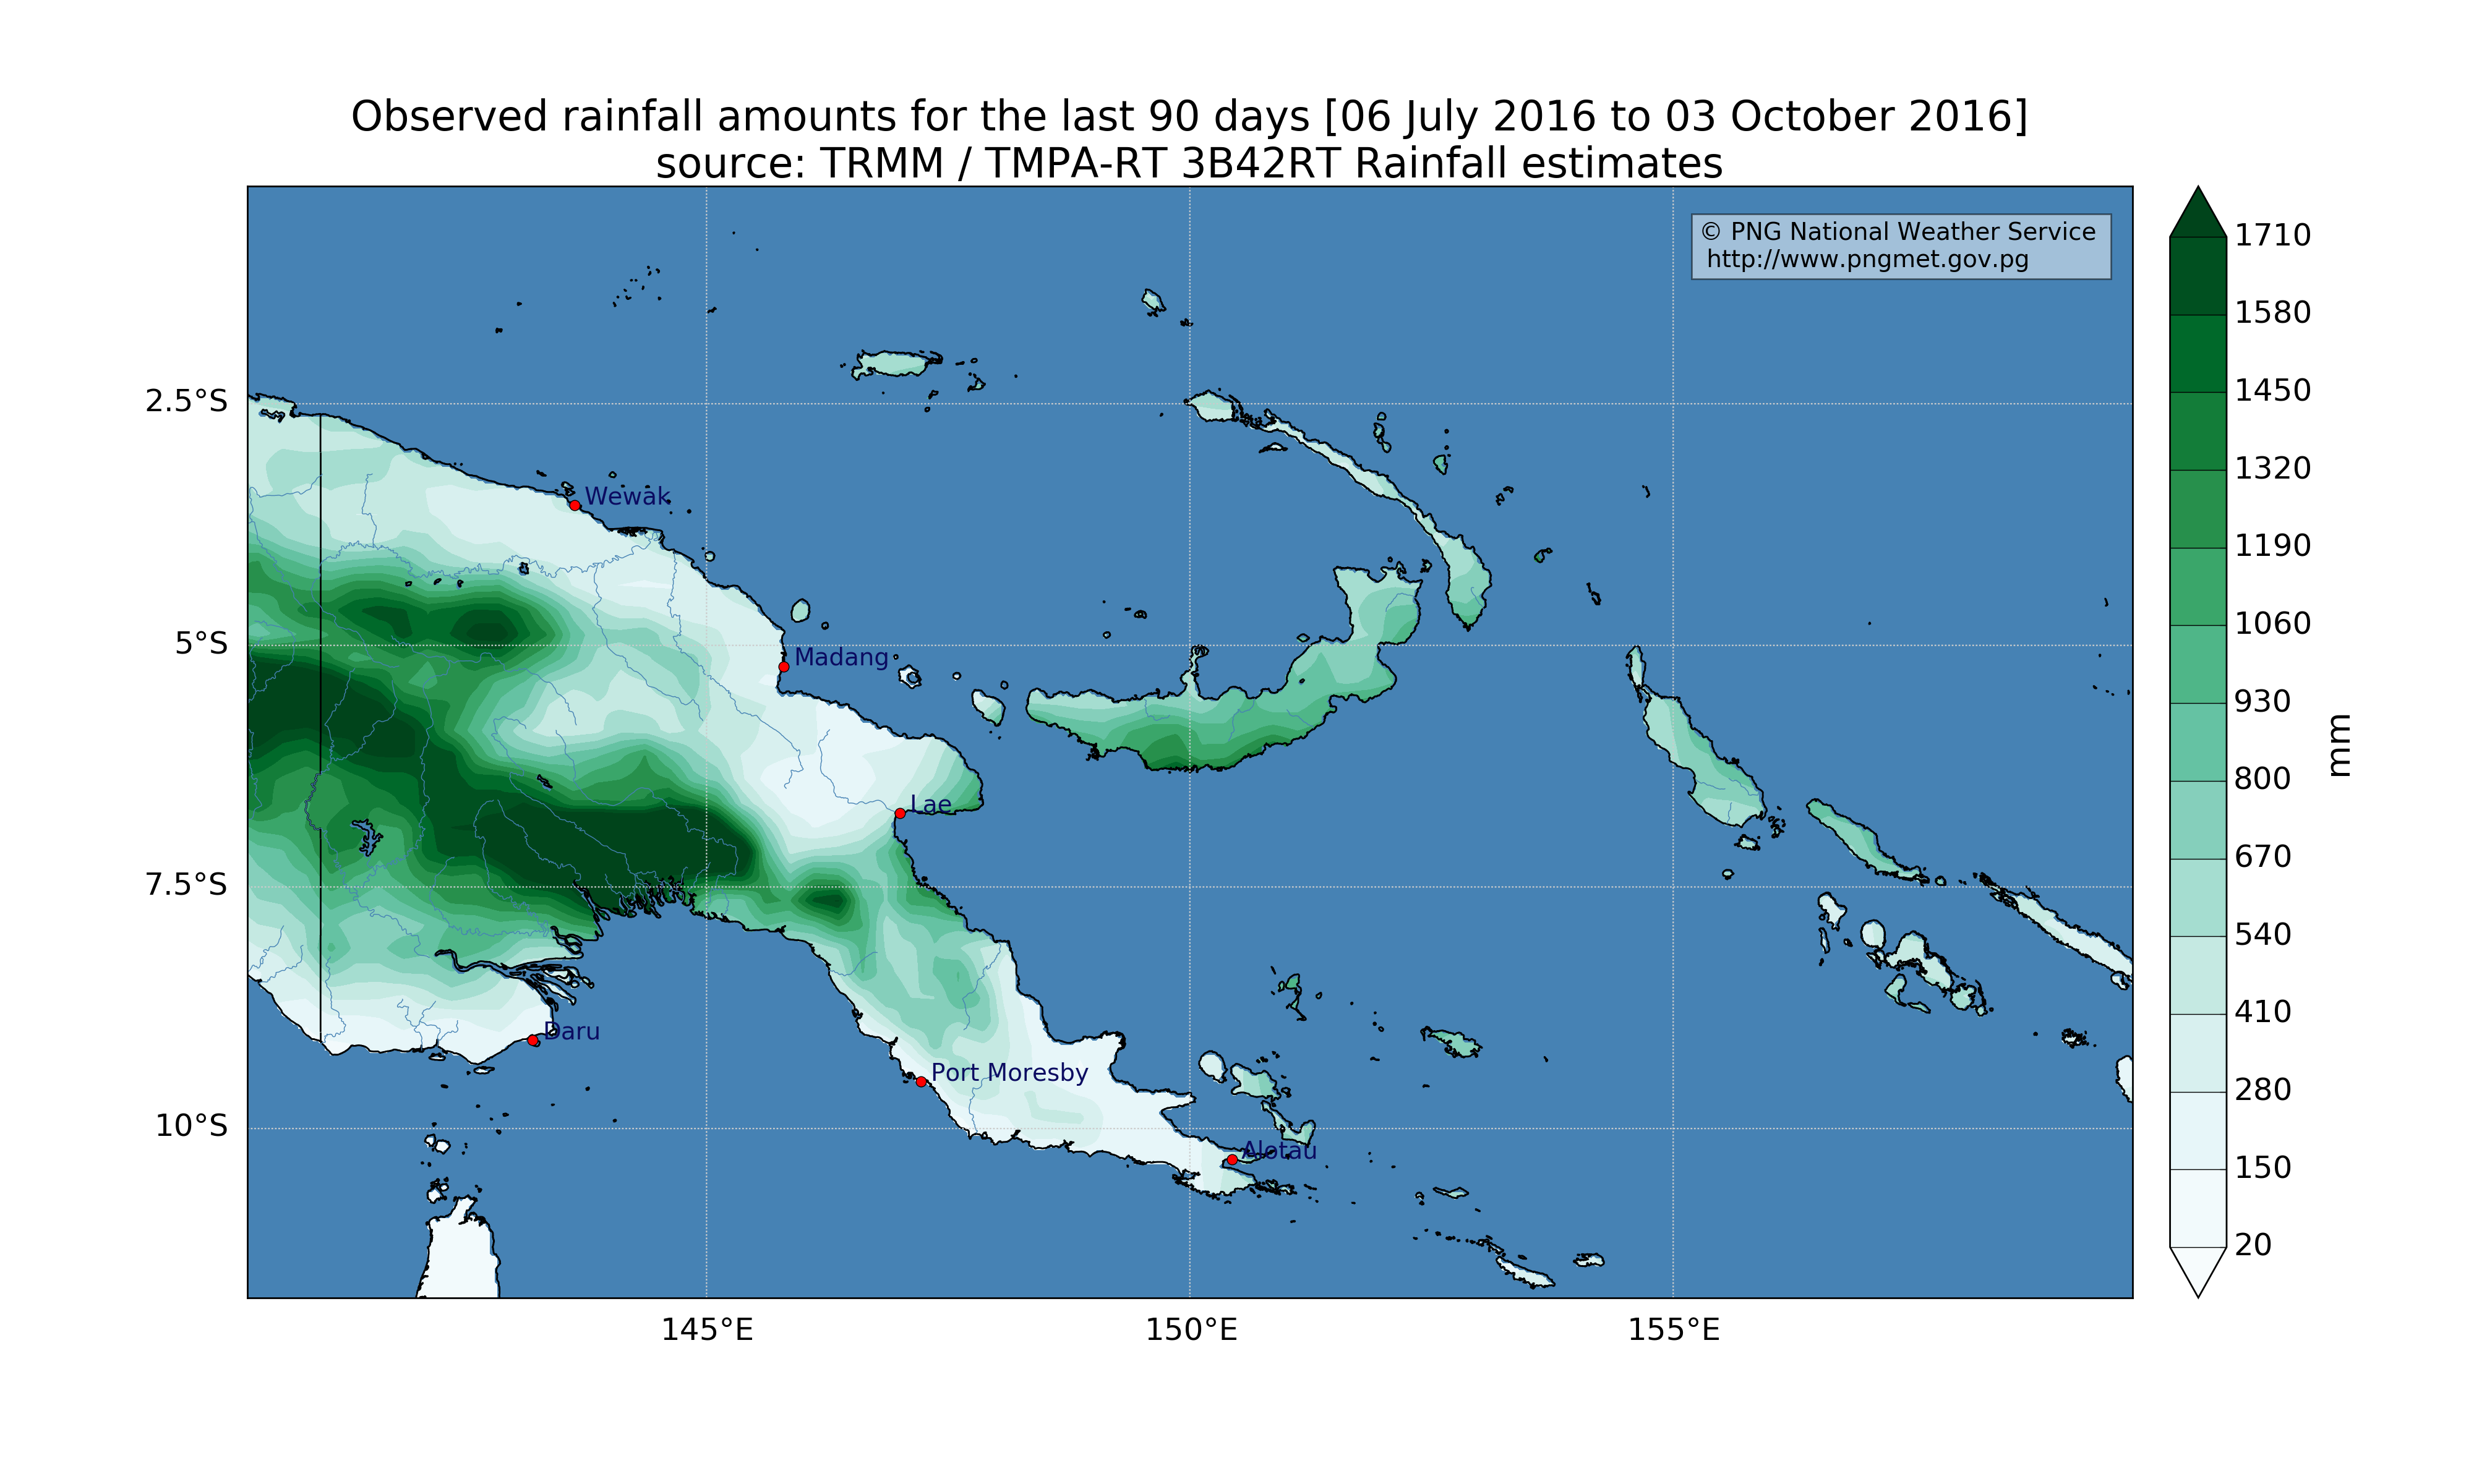 Observed rainfall amounts for the last 90 days [06 July 2016 to 03 October 2016]
source: TRMM / TMPA-RT 3B42RT Rainfall estimates
© PNG National Weather Service
http://www.pngmet.gov.pg
2.5°S
5°S
7.5°S
10°S
Wewak
Madang
Lae
Daru
Port Moresby
Alotau
145°E
150°E
155°E
1710
1580
1450
1320
1190
1060
930
800
670
540
410
280
150
20
mm